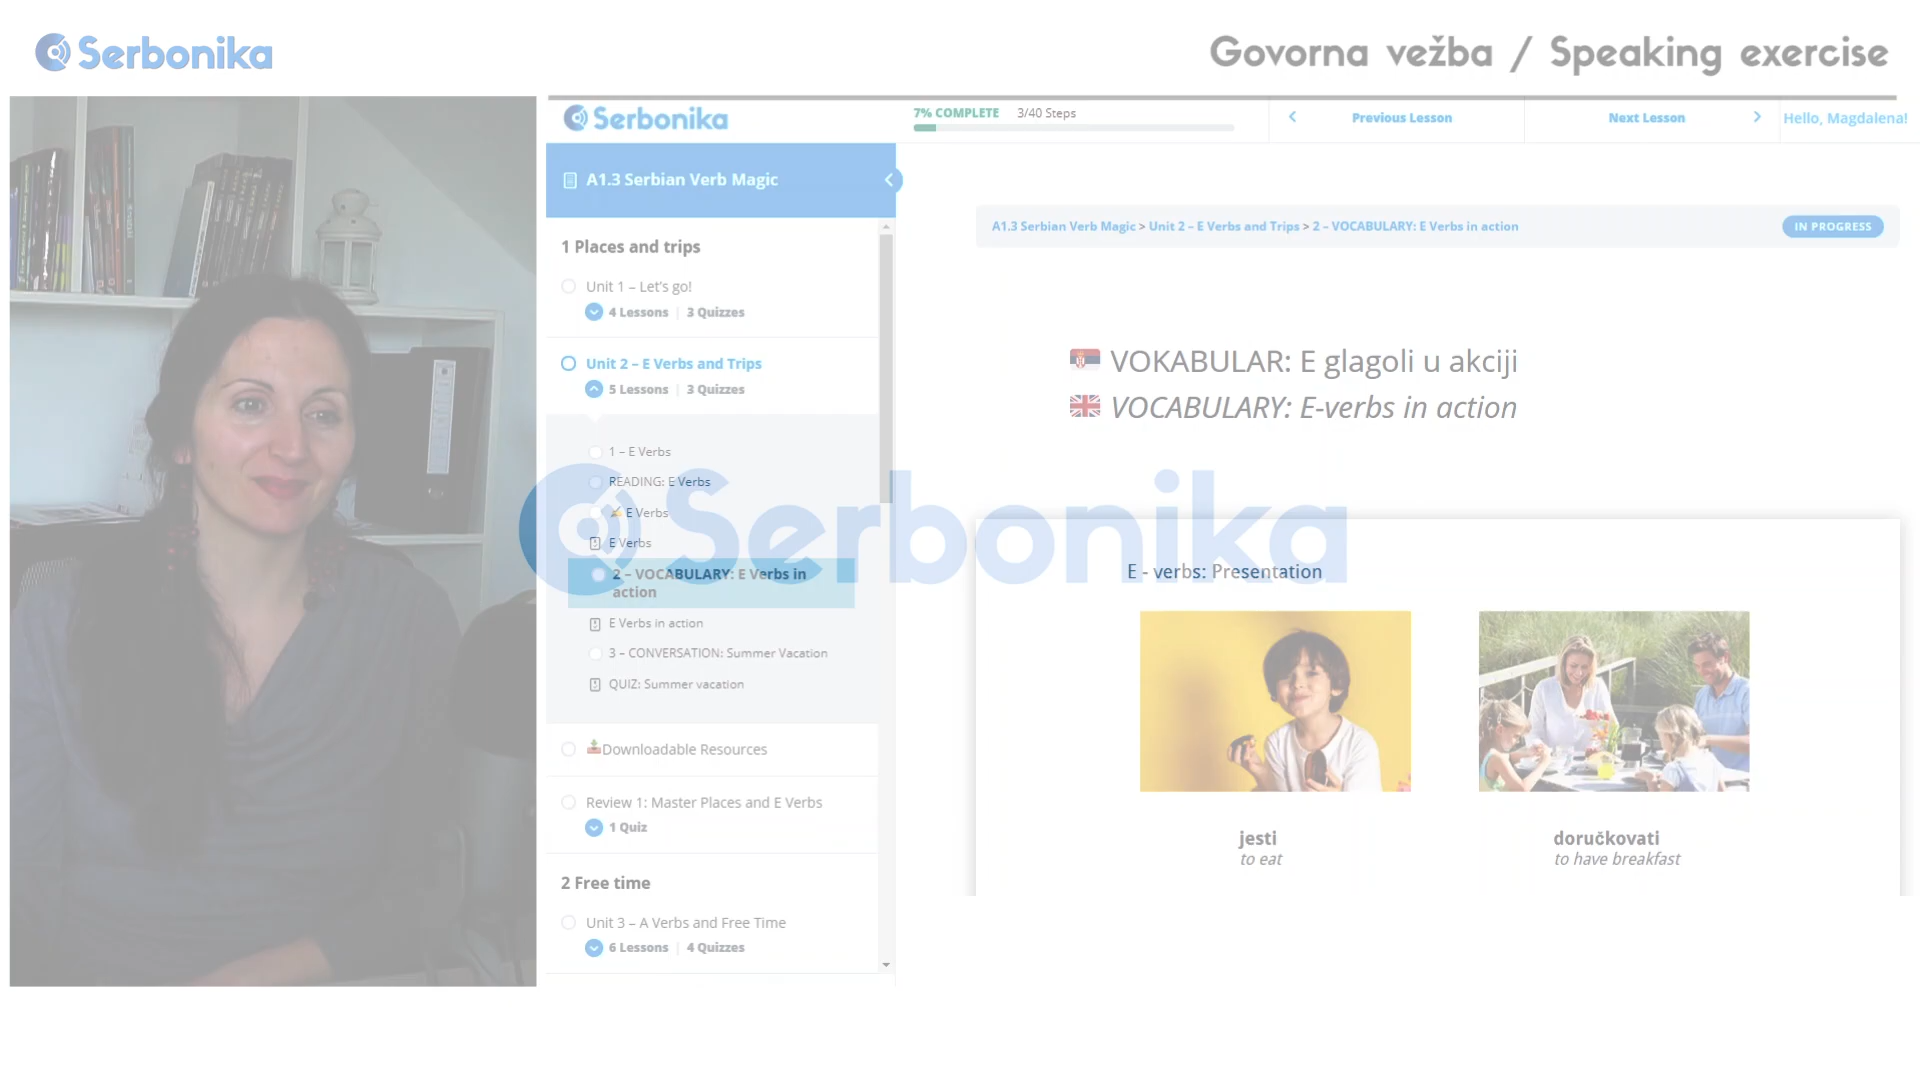 Serbonika
Govorna vežba / Speaking exercise
Serbonika
7% COMPLETE 3/40 Steps
Previous Lesson
Next Lesson
Hello, Magdalena!
A1.3 Serbian Verb Magic
A1.3 Serbian Verb Magic > Unit 2 – E Verbs and Trips > 2 – VOCABULARY: E Verbs in action
IN PROGRESS
1 Places and trips
Unit 1 – Let's go!
4 Lessons | 3 Quizzes
Unit 2 – E Verbs and Trips
5 Lessons | 3 Quizzes
1 – E Verbs
READING: E Verbs
E Verbs
E Verbs
2 – VOCABULARY: E Verbs in
action
E Verbs in action
3 – CONVERSATION: Summer Vacation
QUIZ: Summer vacation
Downloadable Resources
Review 1: Master Places and E Verbs
1 Quiz
2 Free time
Unit 3 – A Verbs and Free Time
6 Lessons | 4 Quizzes
VOKABULAR: E glagoli u akciji
VOCABULARY: E-verbs in action
Serbonika
E - verbs: Presentation
jesti
to eat
doručkovati
to have breakfast